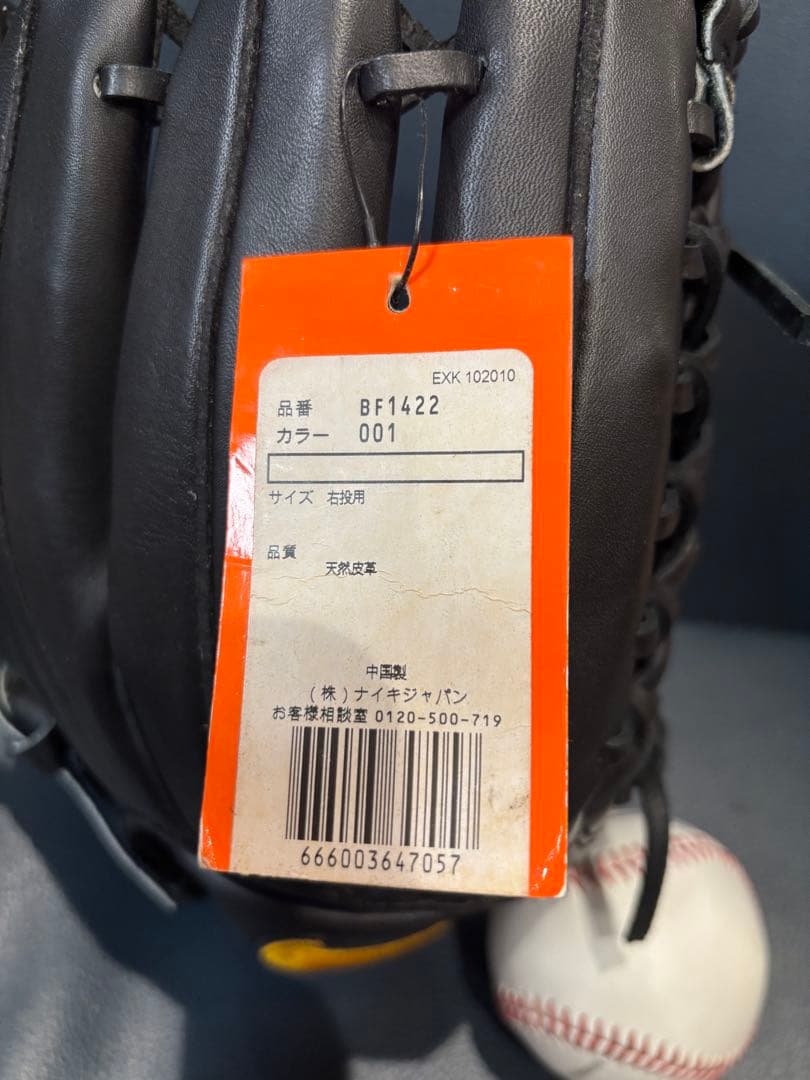 EXK 102010
品番 BF1422
カラー 001
サイズ 右投用
品質
天然皮革
中国製
(株)ナイキジャパン
お客様相談室 0120-500-719
666003647057